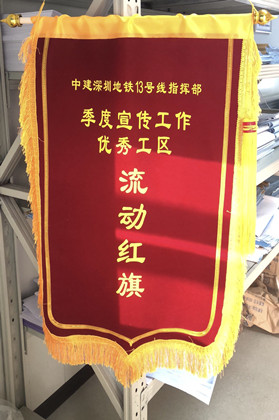 中建深圳地铁13号线指挥部
季度宣传工作
优秀工区
流动红旗